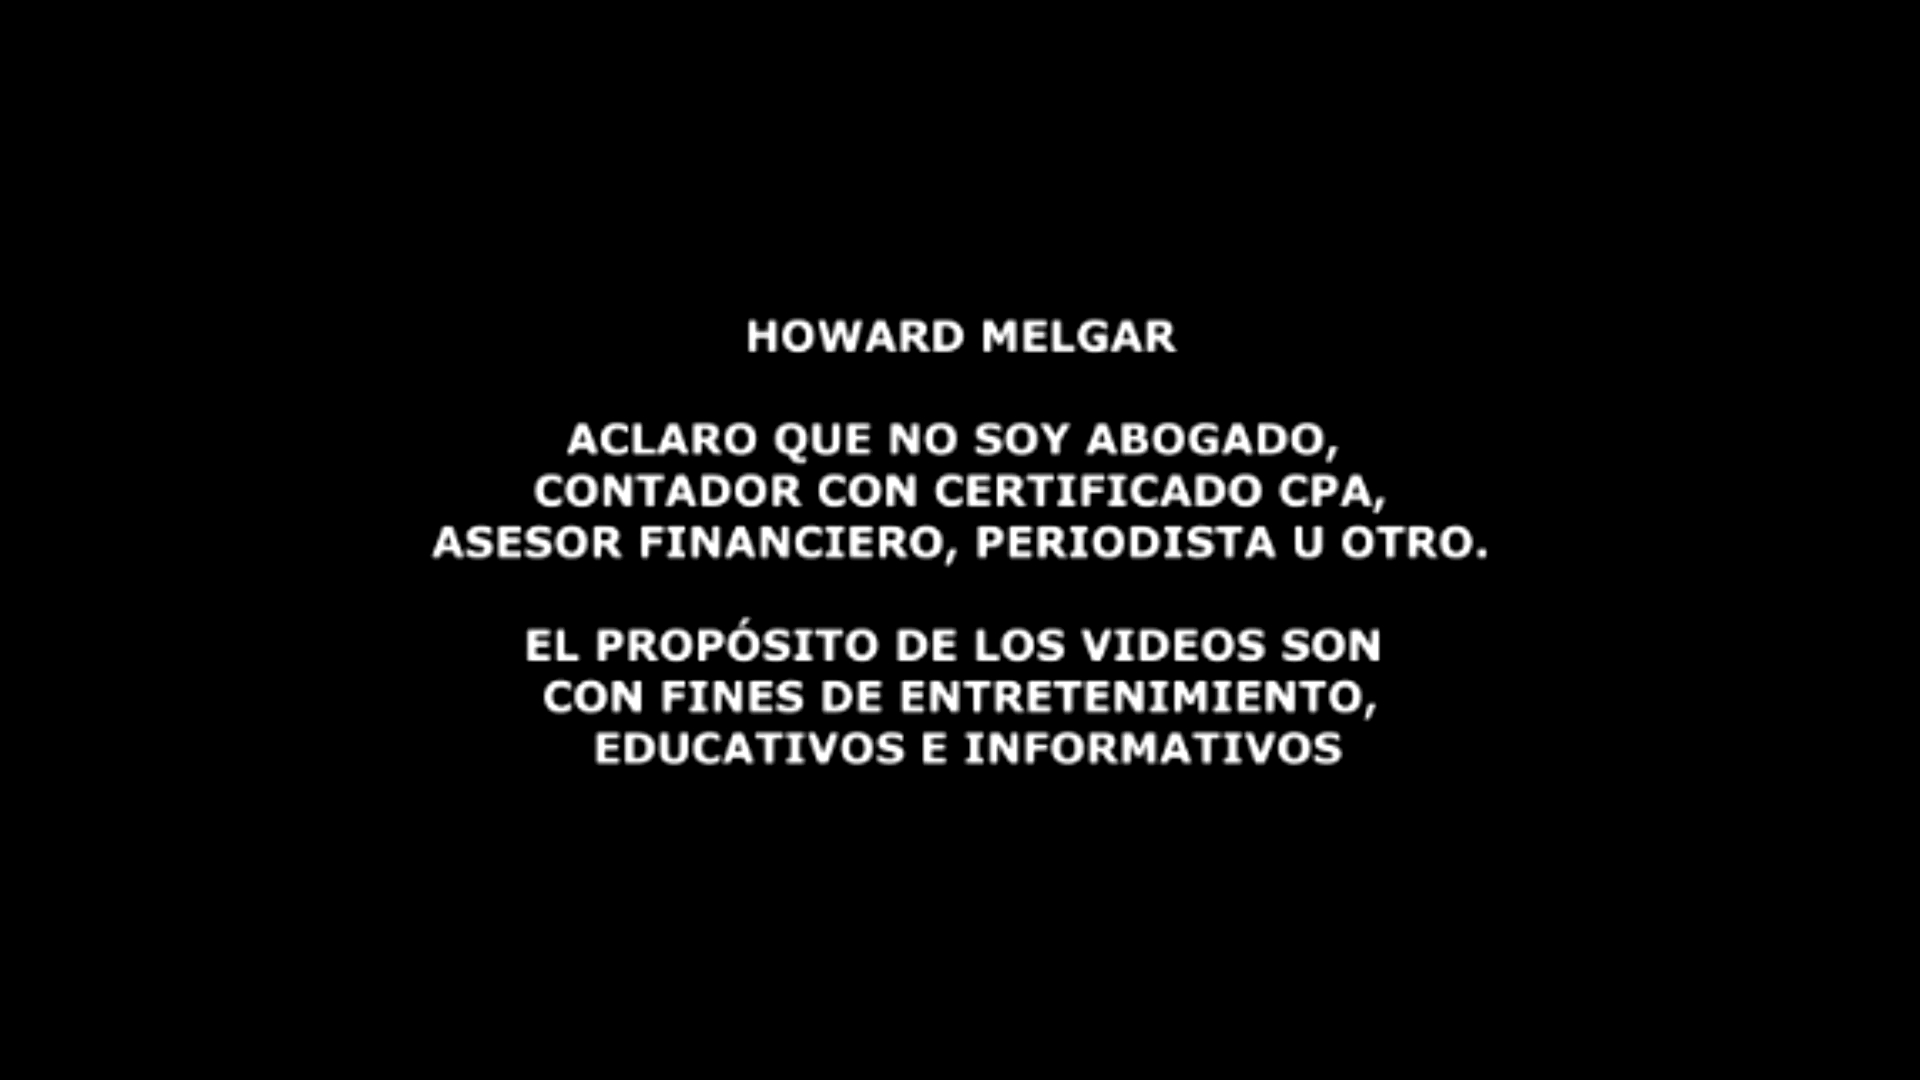 HOWARD MELGAR
ACLARO QUE NO SOY ABOGADO,
CONTADOR CON CERTIFICADO CPA,
ASESOR FINANCIERO, PERIODISTA U OTRO.
EL PROPÓSITO DE LOS VIDEOS SON
CON FINES DE ENTRETENIMIENTO,
EDUCATIVOS E INFORMATIVOS